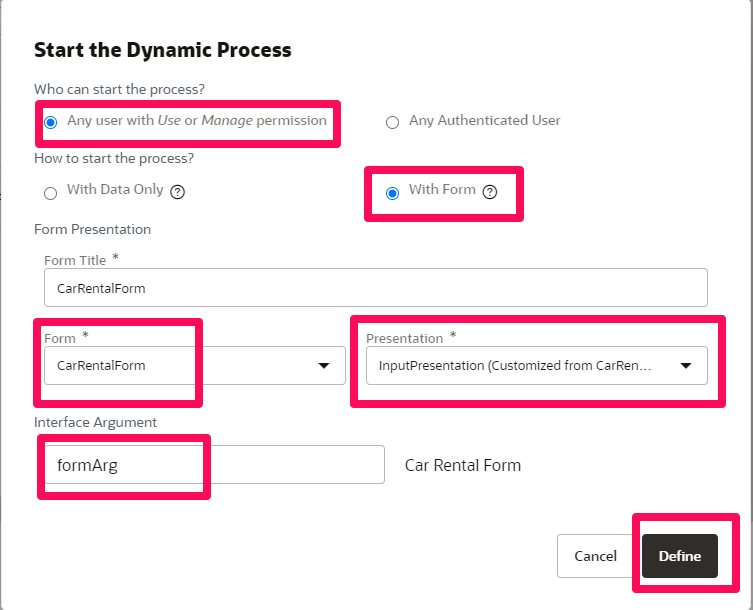 Start the Dynamic Process
Who can start the process?
Any user with Use or Manage permission
Any Authenticated User
How to start the process?
With Data Only ?
With Form ?
Form Presentation
Form Title *
CarRentalForm
Form *
Presentation *
CarRentalForm
InputPresentation (Customized from CarRen...
Interface Argument
formArg
Car Rental Form
Cancel
Define